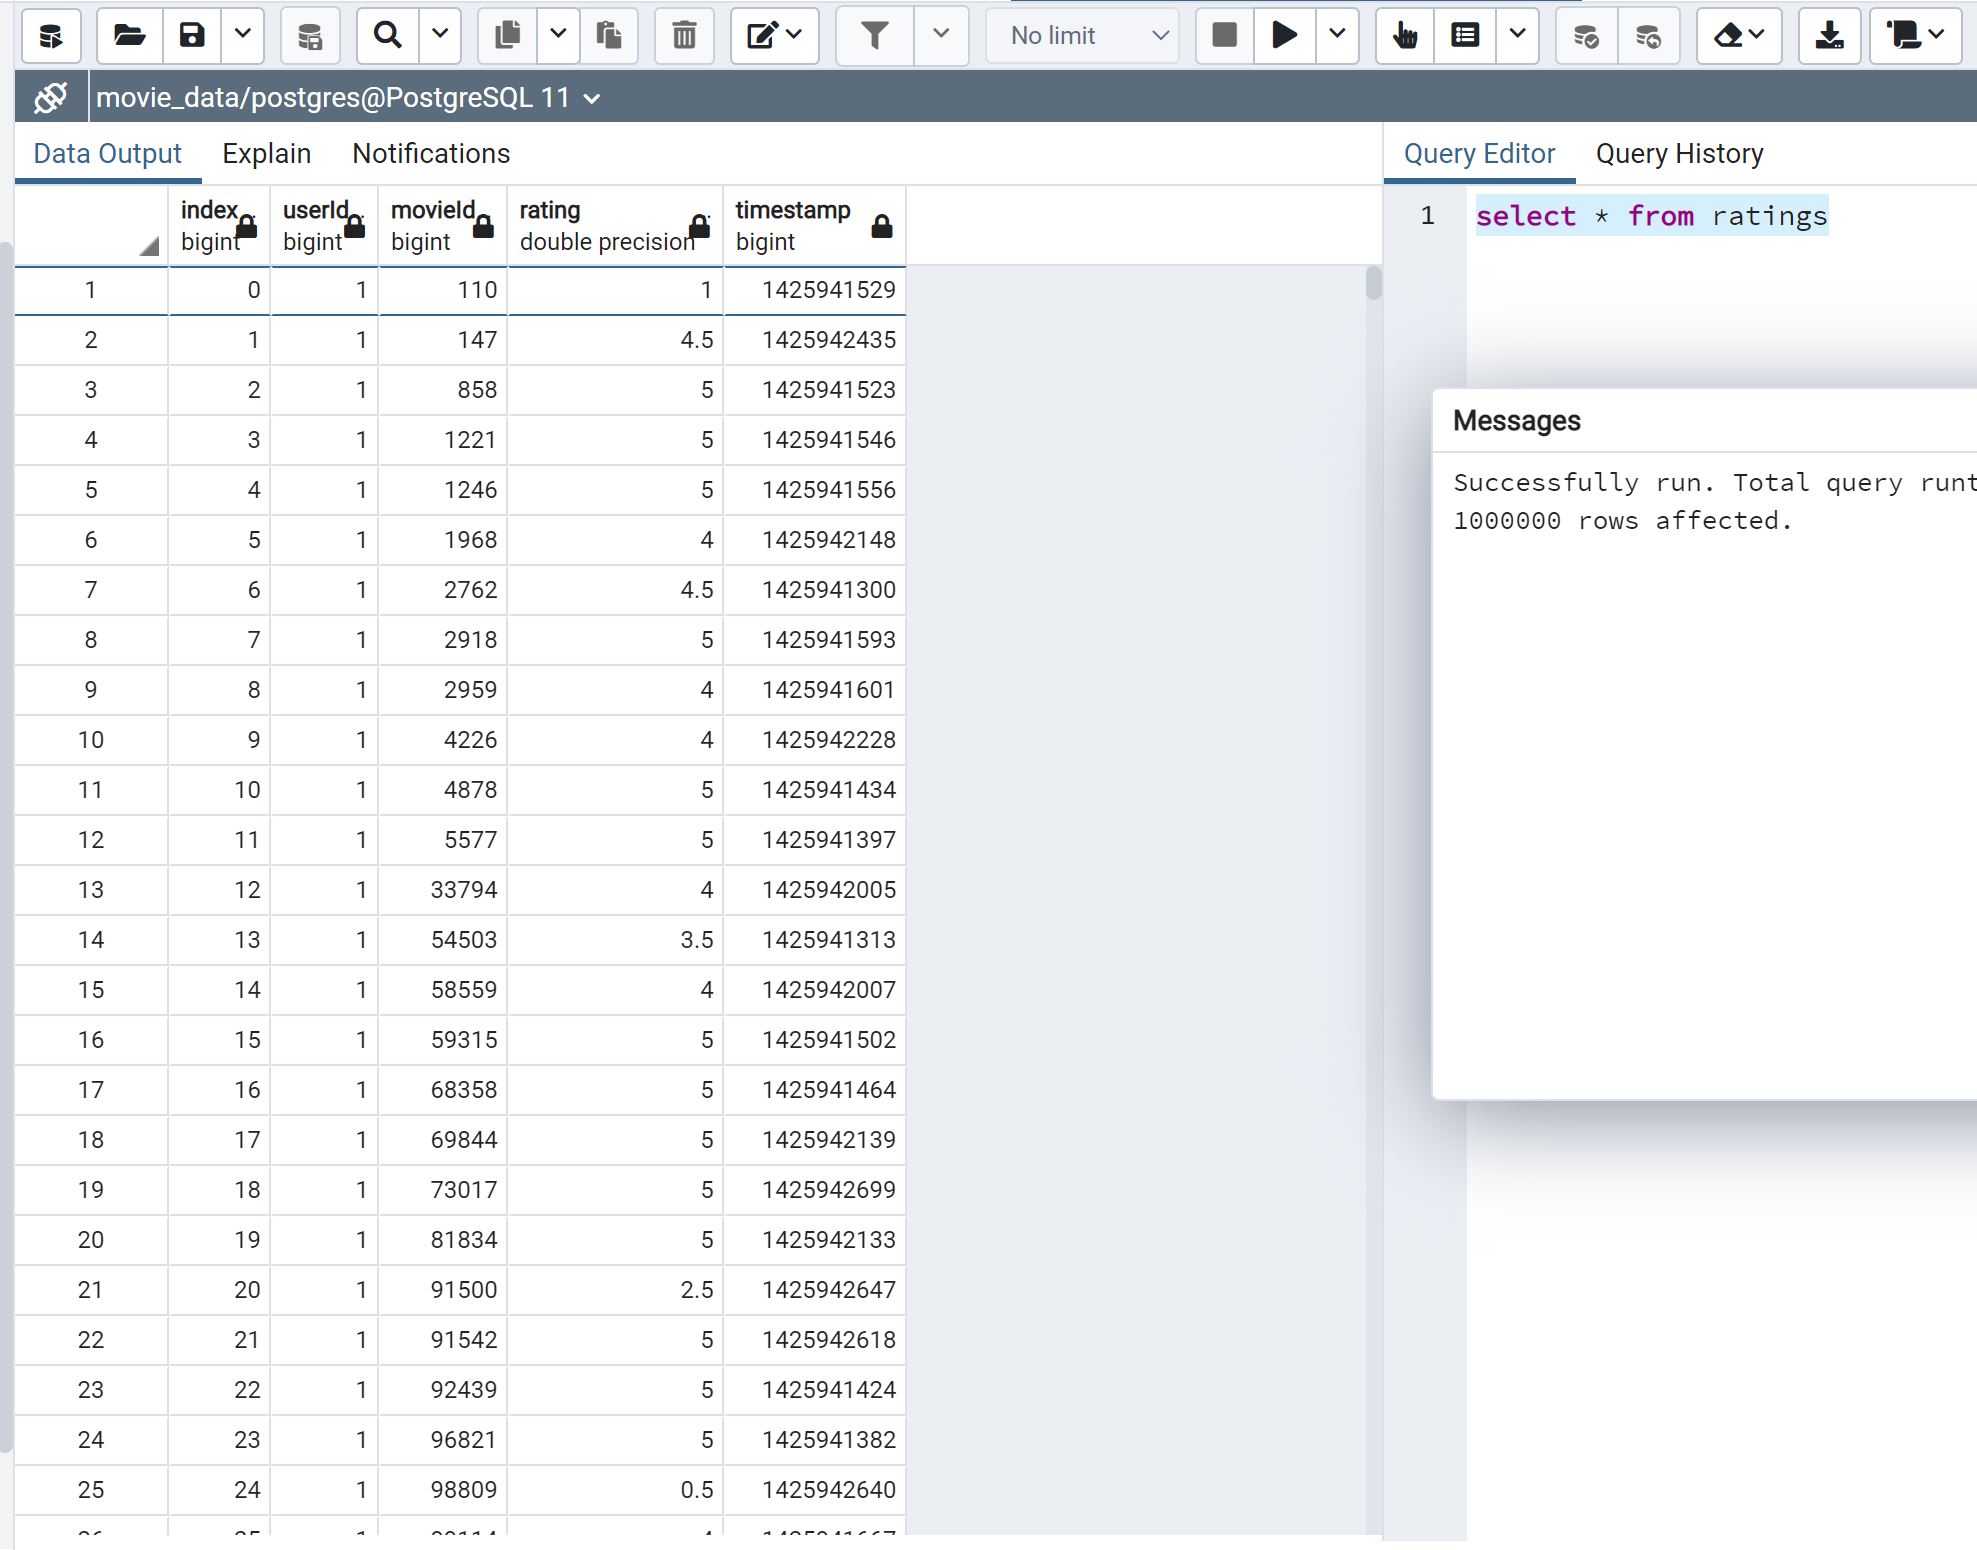 No limit
movie_data/postgres@PostgreSQL 11
Data Output Explain Notifications
Query Editor Query History
index userId movieId rating timestamp
bigint bigint bigint double precision bigint
1 select * from ratings
1 0 1 110 1 1425941529
2 1 1 147 4.5 1425942435
3 2 1 858 5 1425941523
4 3 1 1221 5 1425941546
5 4 1 1246 5 1425941556
6 5 1 1968 4 1425942148
7 6 1 2762 4.5 1425941300
8 7 1 2918 5 1425941593
9 8 1 2959 4 1425941601
10 9 1 4226 4 1425942228
11 10 1 4878 5 1425941434
12 11 1 5577 5 1425941397
13 12 1 33794 4 1425942005
14 13 1 54503 3.5 1425941313
15 14 1 58559 4 1425942007
16 15 1 59315 5 1425941502
17 16 1 68358 5 1425941464
18 17 1 69844 5 1425942139
19 18 1 73017 5 1425942699
20 19 1 81834 5 1425942133
21 20 1 91500 2.5 1425942647
22 21 1 91542 5 1425942618
23 22 1 92439 5 1425941424
24 23 1 96821 5 1425941382
25 24 1 98809 0.5 1425942640
Messages
Successfully run. Total query runt
1000000 rows affected.